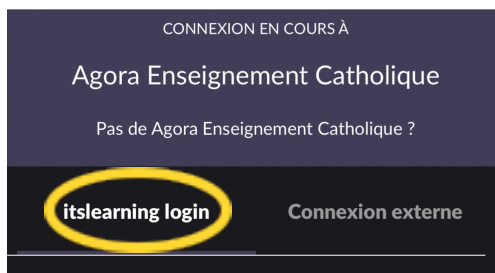 CONNEXION EN COURS À
Agora Enseignement Catholique
Pas de Agora Enseignement Catholique ?
itslearning login Connexion externe